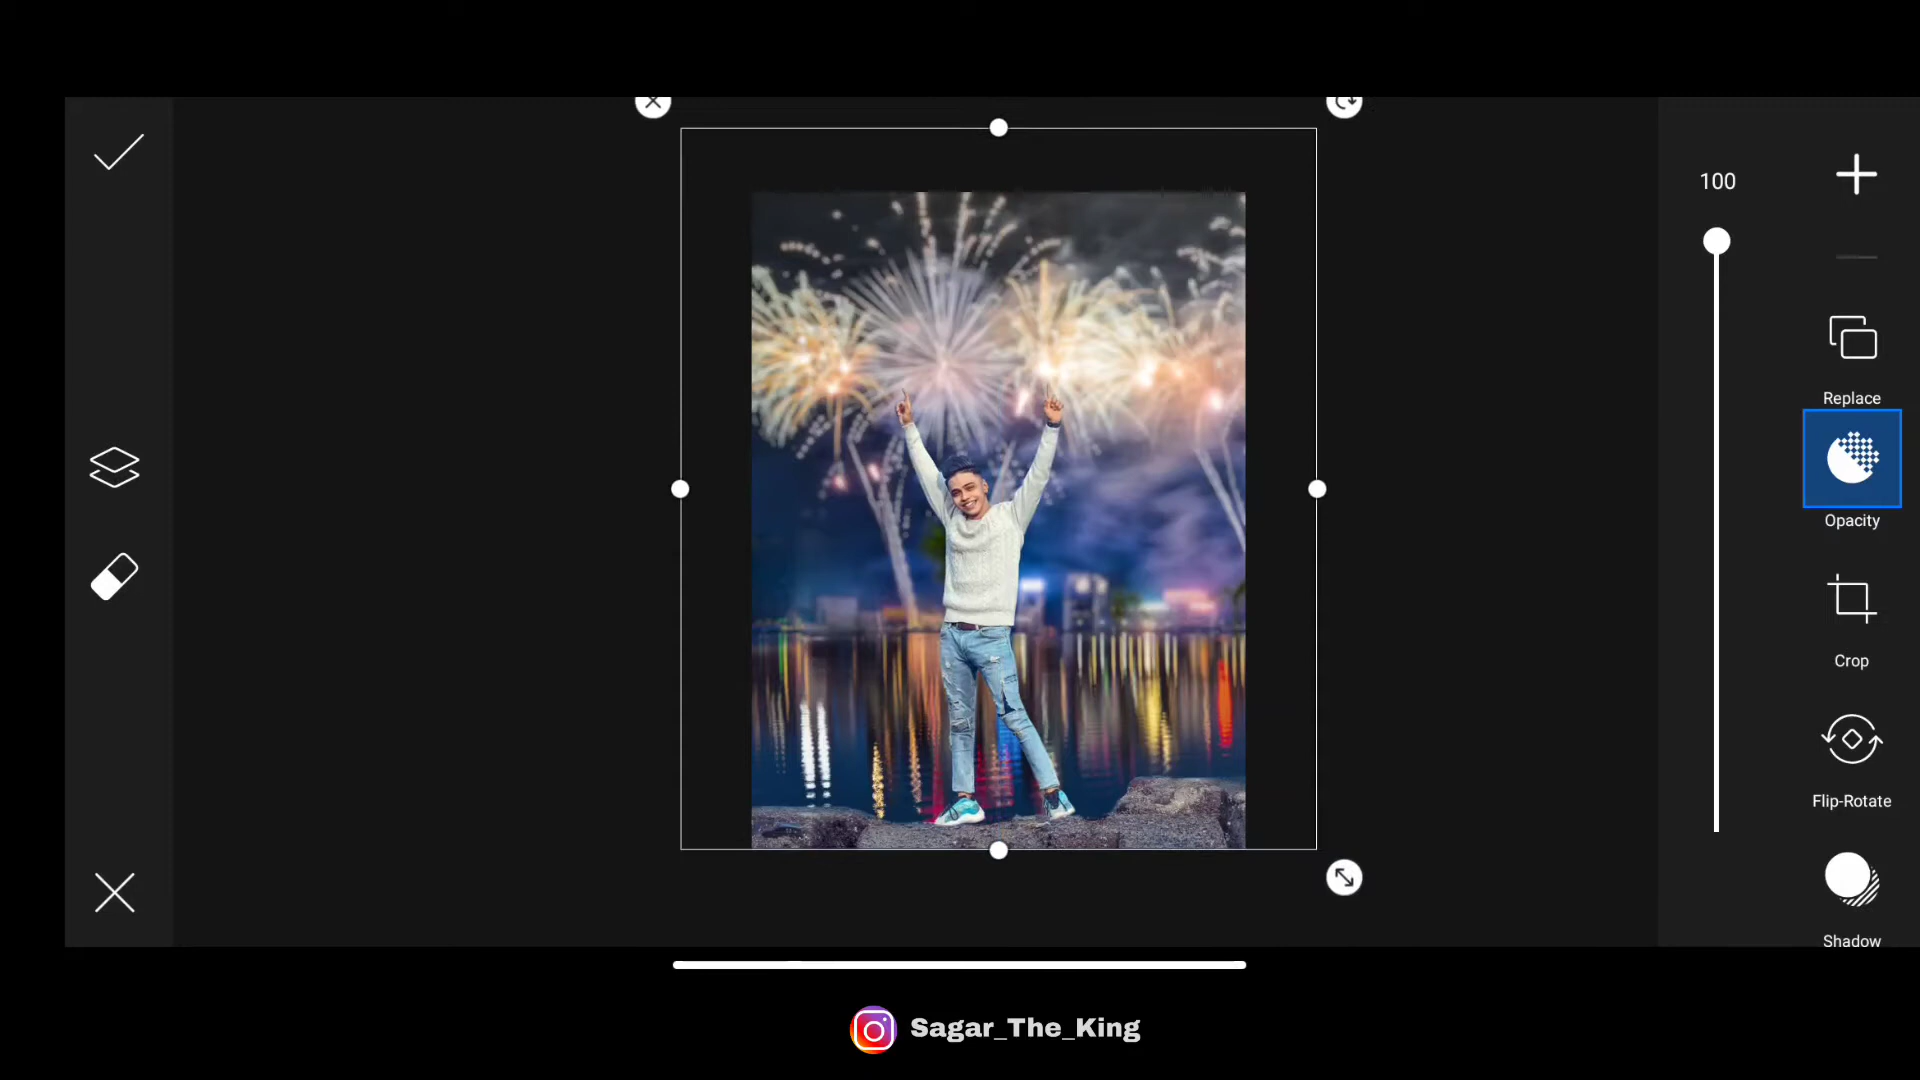 100
Replace
Opacity
Crop
Flip-Rotate
Shadow
Sagar_The_King